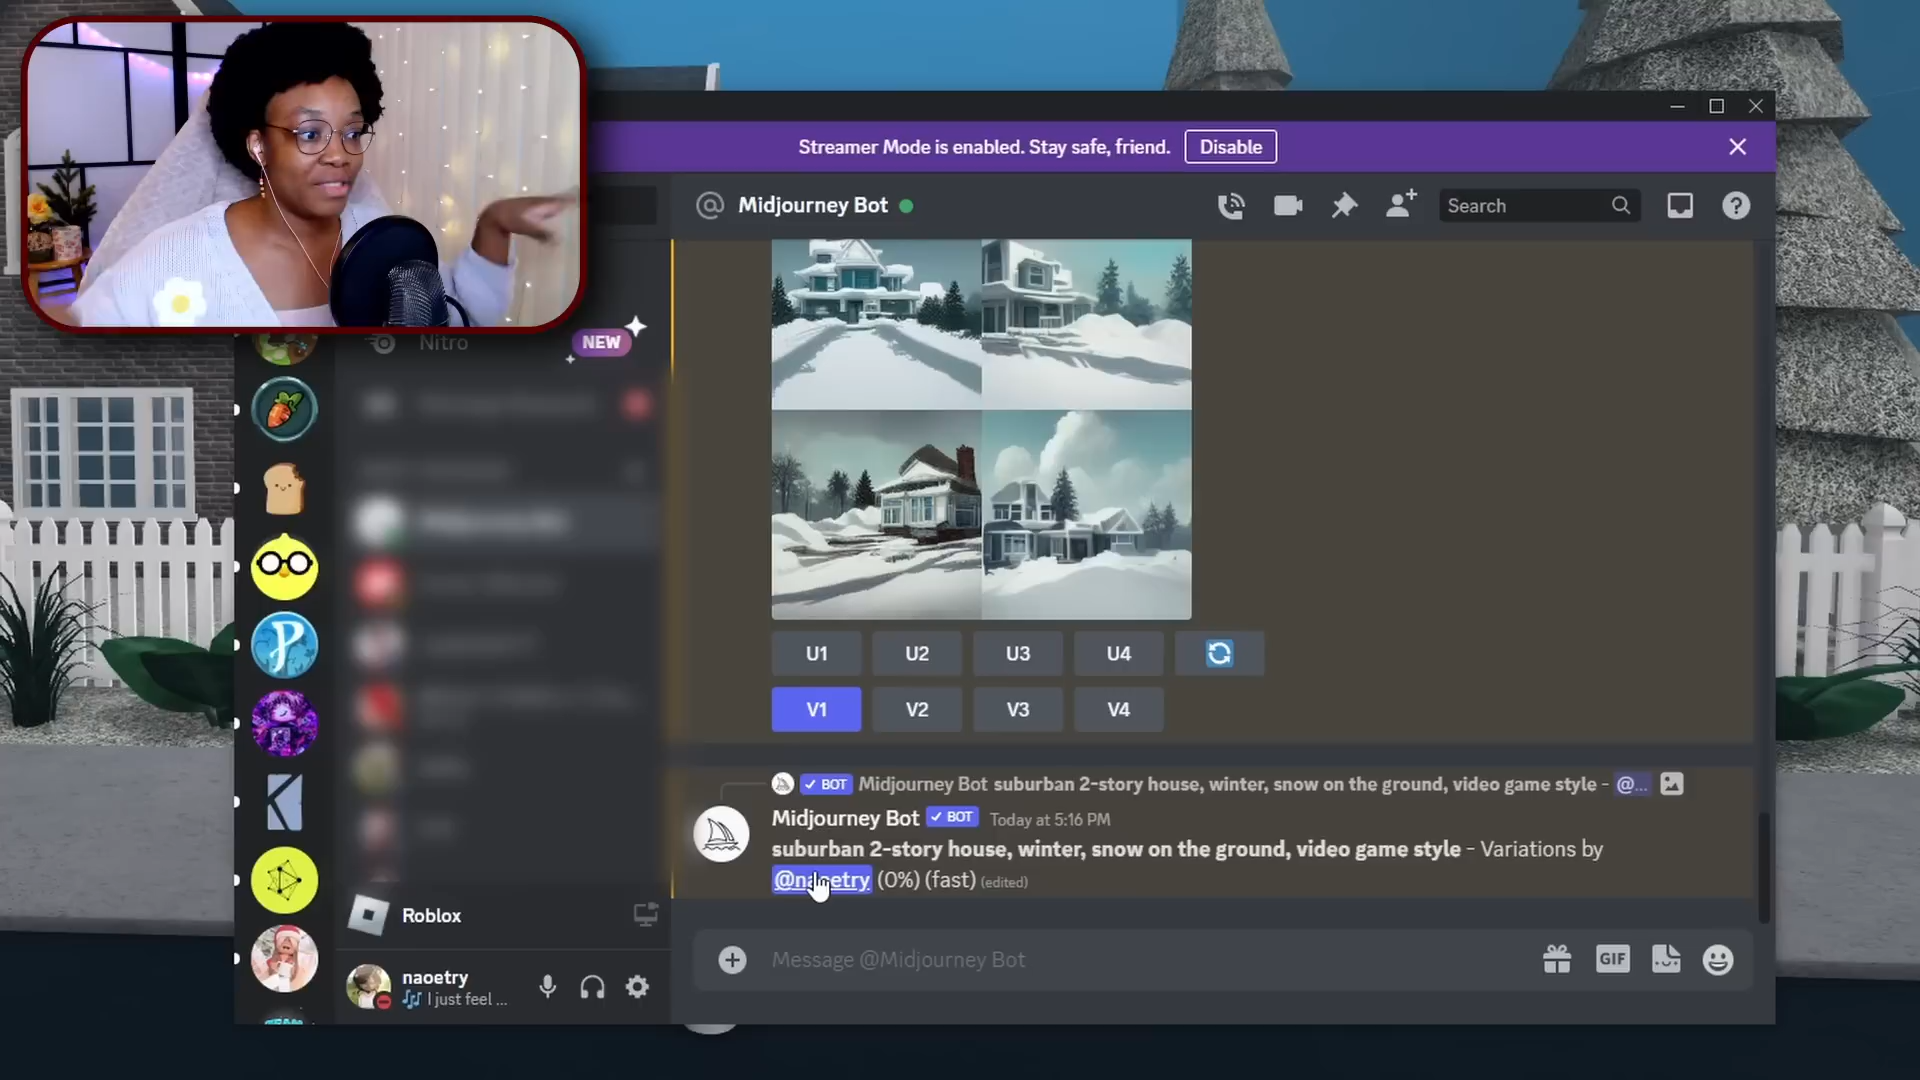 Streamer Mode is enabled. Stay safe, friend.
Disable
Midjourney Bot
Search
Nitro
NEW
U1 U2 U3 U4
V1 V2 V3 V4
BOT Midjourney Bot suburban 2-story house, winter, snow on the ground, video game style - @...
Midjourney Bot BOT Today at 5:16 PM
suburban 2-story house, winter, snow on the ground, video game style - Variations by
@naoetry (0%) (fast) (edited)
Roblox
Message @Midjourney Bot
GIF
naoetry
I just feel ...